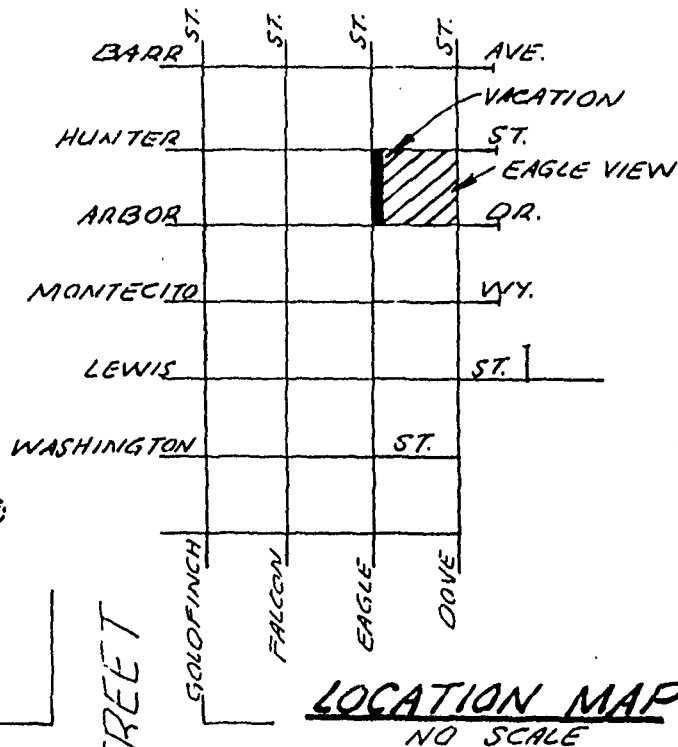 ST. ST. ST. ST.
BARR AVE.
VACATION
HUNTER ST.
EAGLE VIEW
ARBOR DR.
MONTECITO WY.
LEWIS ST.
WASHINGTON ST.
GOLDFINCH
FALCON
EAGLE
DOVE
REET
LOCATION MAP
NO SCALE